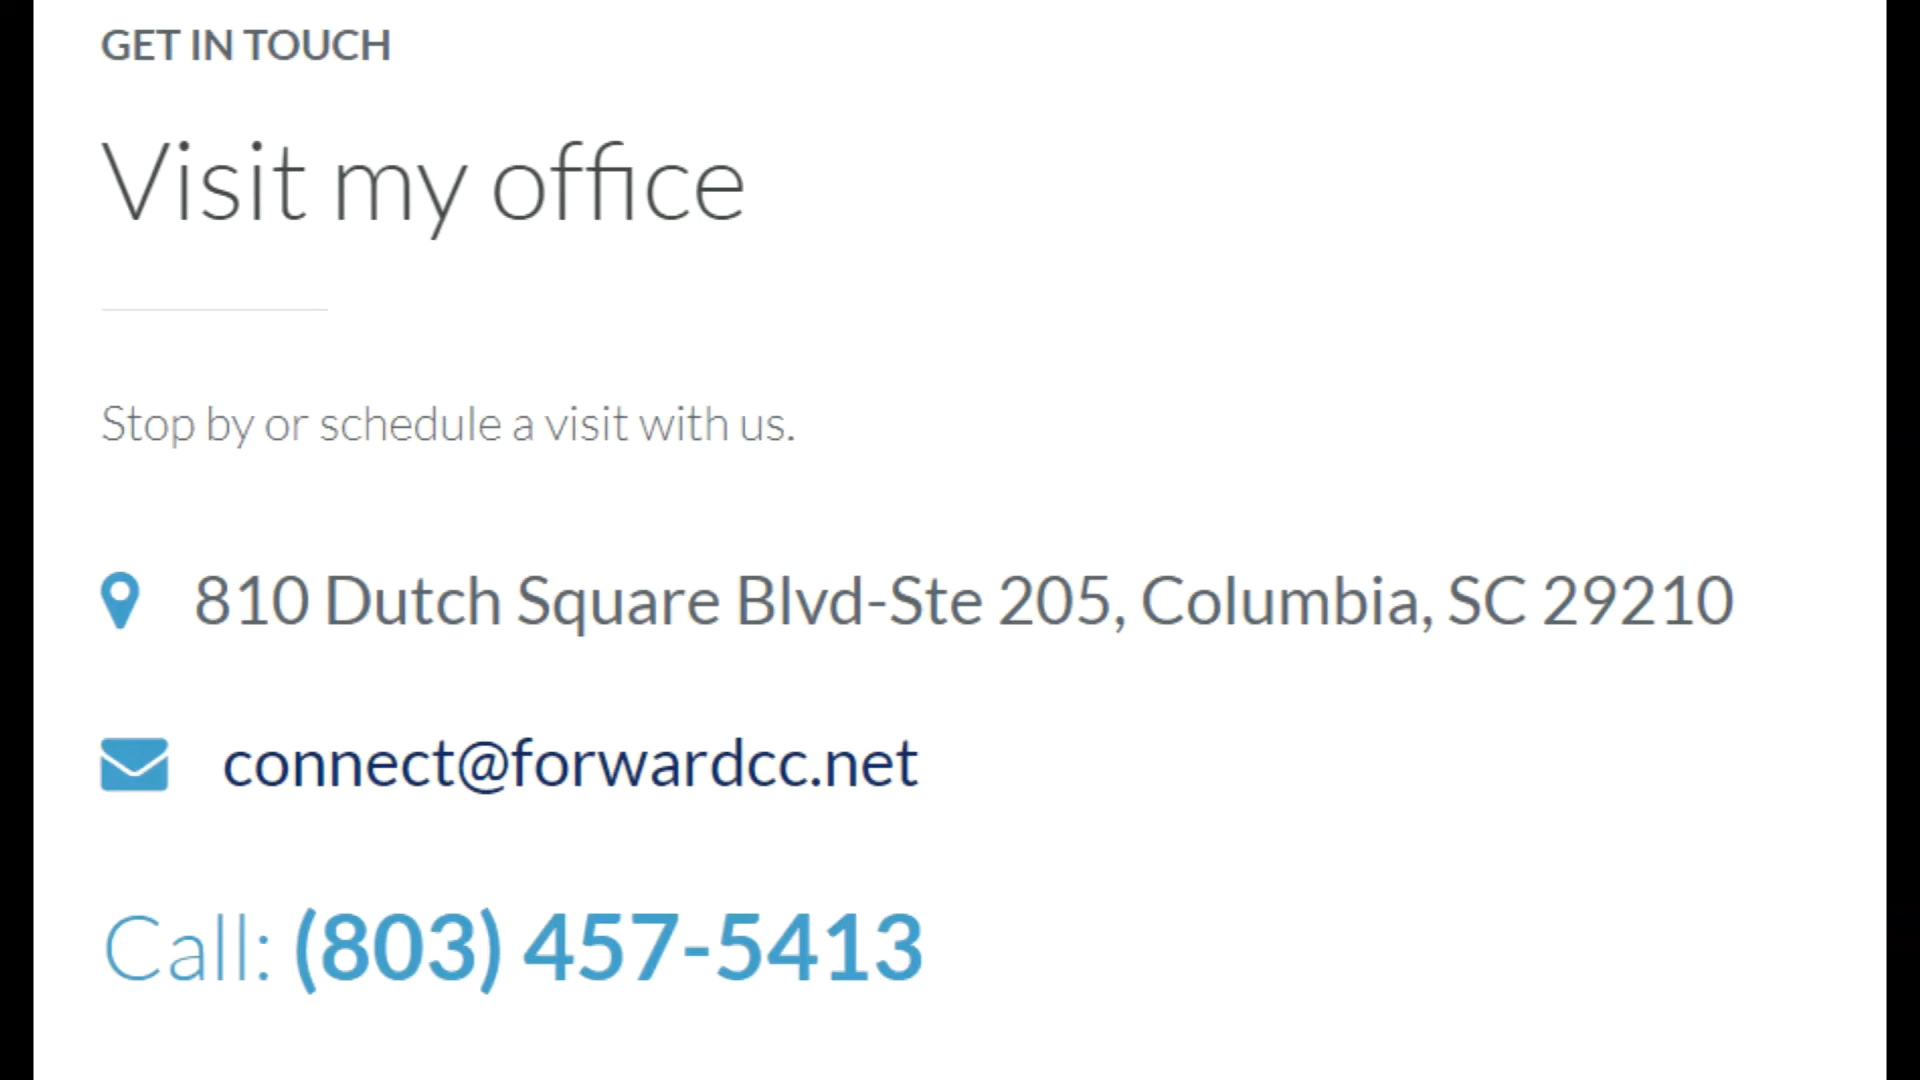 GET IN TOUCH
Visit my office
Stop by or schedule a visit with us.
810 Dutch Square Blvd-Ste 205, Columbia, SC 29210
connect@forwardcc.net
Call: (803) 457-5413